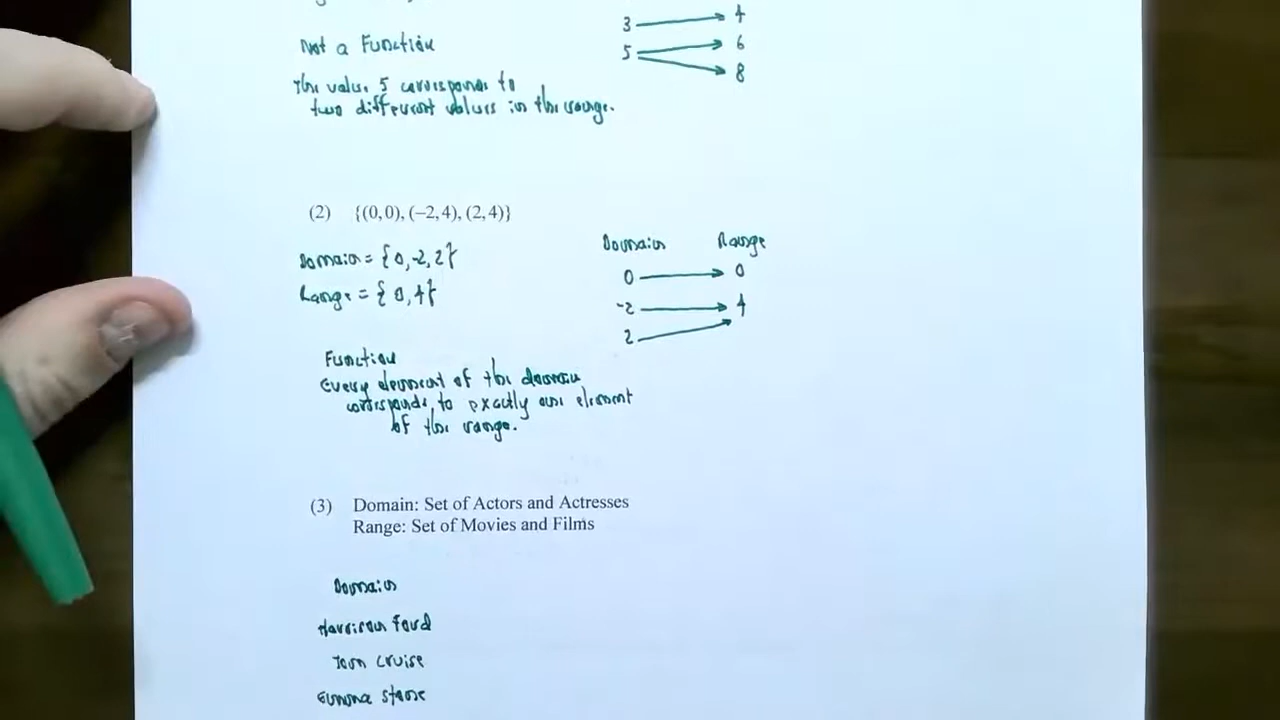 3 → 4
Not a Function
5 → 6
8
The value 5 corresponds to
two different values in the range.
(2) {(0,0),(−2,4),(2,4)}
Domain = {0,-2,2}
Range = {0,4}
Domain Range
0 → 0
-2 → 4
2
Function
Every element of the domain
corresponds to exactly one element
of the range.
(3) Domain: Set of Actors and Actresses
Range: Set of Movies and Films
Domain
Harrison Ford
Tom Cruise
Emma Stone